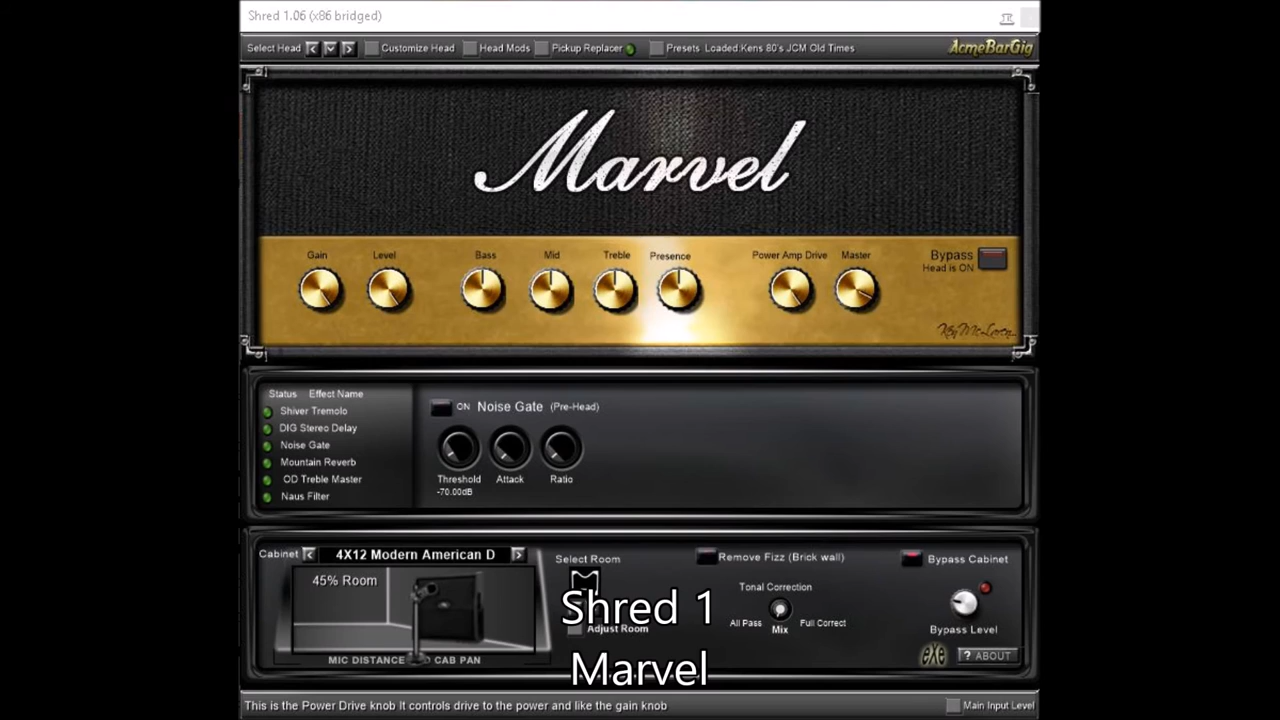 Shred 1.06 (x86 bridged)
Select Head Customize Head Head Mods Pickup Replacer Presets Loaded:Kens 80's JCM Old Times AcmeBarGig
Marvel
Gain Level Bass Mid Treble Presence Power Amp Drive Master Bypass
Head is ON
Ken McLaren
Status Effect Name
Shiver Tremolo
DIG Stereo Delay
Noise Gate
Mountain Reverb
OD Treble Master
Naus Filter
ON Noise Gate (Pre-Head)
Threshold Attack Ratio
-70.00dB
Cabinet < 4X12 Modern American D >
45% Room
MIC DISTANCE D CAB PAN
Select Room
Adjust Room
Remove Fizz (Brick wall)
Tonal Correction
All Pass Mix Full Correct
Bypass Cabinet
Bypass Level
exe ? ABOUT
Shred 1
Marvel
This is the Power Drive knob It controls drive to the power and like the gain knob
Main Input Level